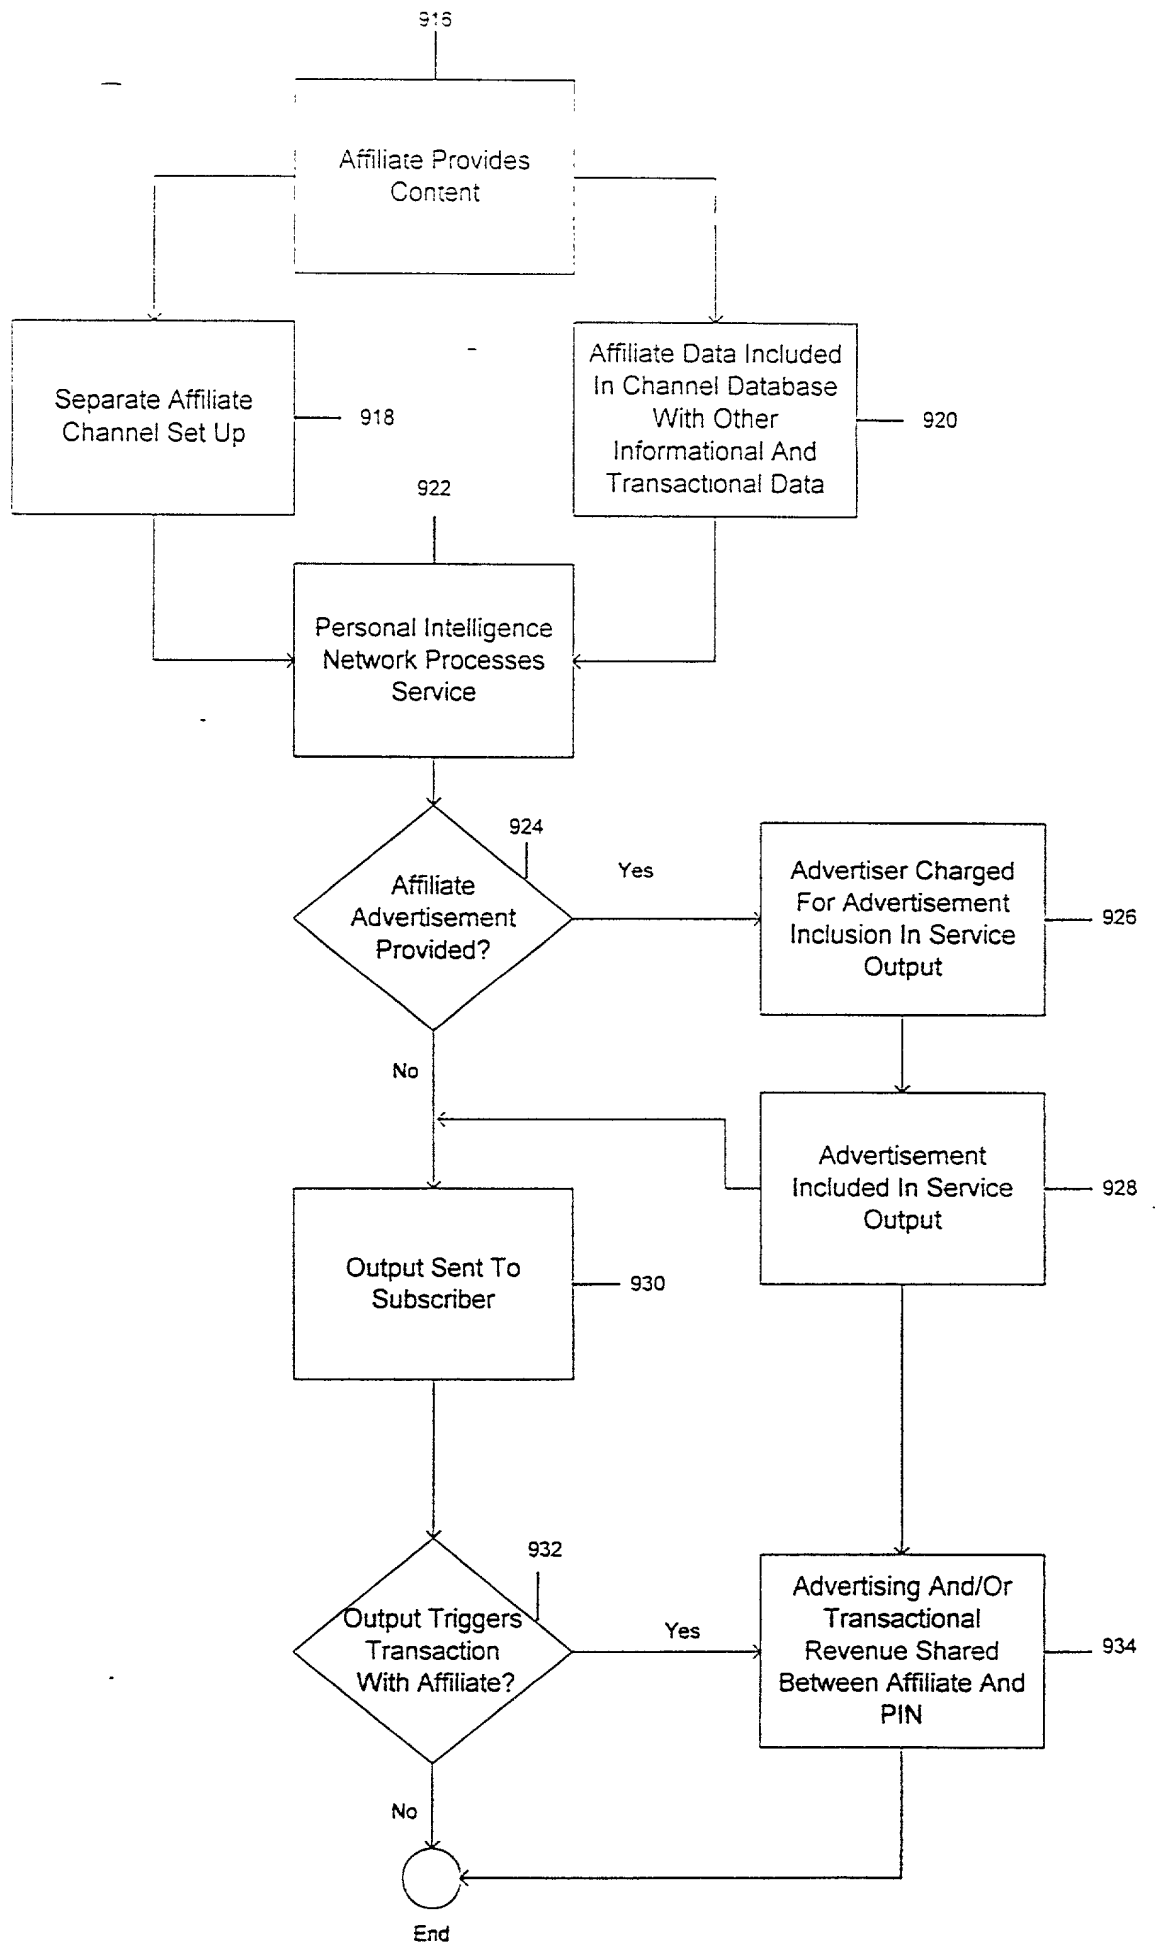 916
Affiliate Provides
Content
Separate Affiliate
Channel Set Up
918
Affiliate Data Included
In Channel Database
With Other
Informational And
Transactional Data
920
922
Personal Intelligence
Network Processes
Service
924
Affiliate
Advertisement
Provided?
Yes
Advertiser Charged
For Advertisement
Inclusion In Service
Output
926
No
Advertisement
Included In Service
Output
928
Output Sent To
Subscriber
930
932
Output Triggers
Transaction
With Affiliate?
Yes
Advertising And/Or
Transactional
Revenue Shared
Between Affiliate And
PIN
934
No
End